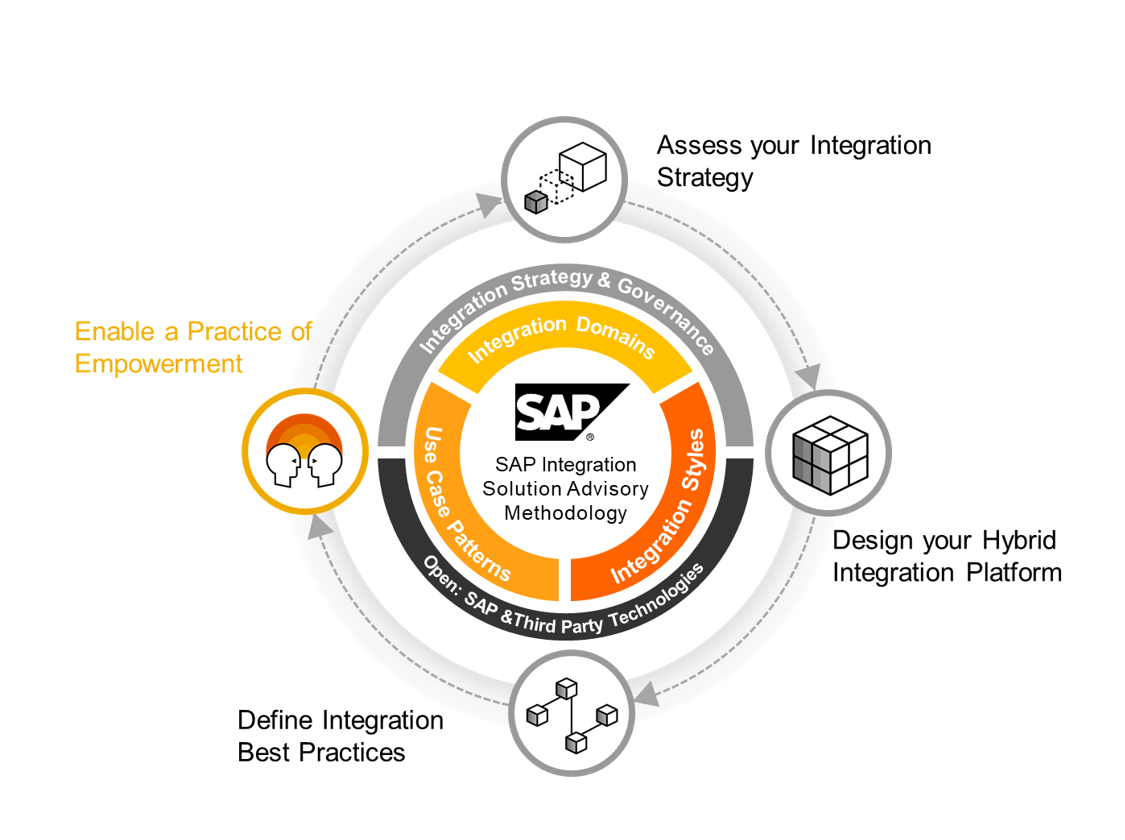 Assess your Integration
Strategy
Integration Strategy & Governance
Integration Domains
Enable a Practice of
Empowerment
SAP
®
SAP Integration
Solution Advisory
Methodology
Use Case Patterns
Integration Styles
Open: SAP &Third Party Technologies
Design your Hybrid
Integration Platform
Define Integration
Best Practices